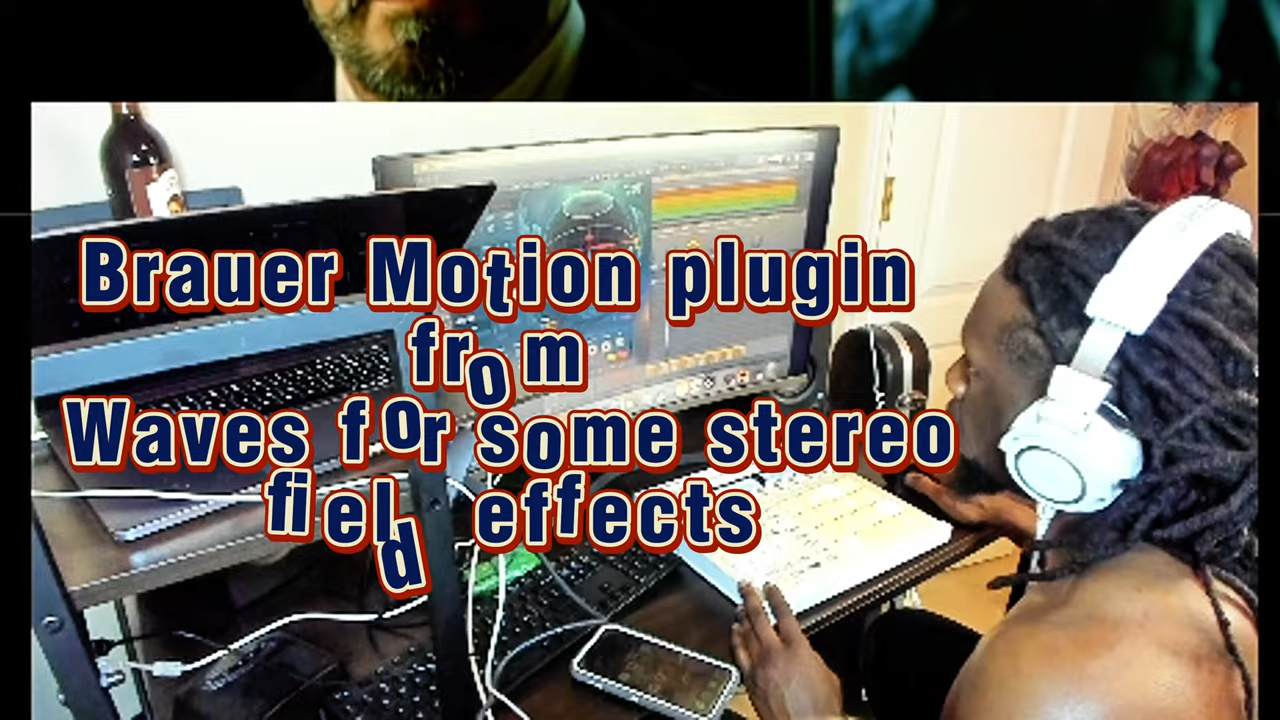 Brauer Motion plugin
from
Waves for some stereo
field effects